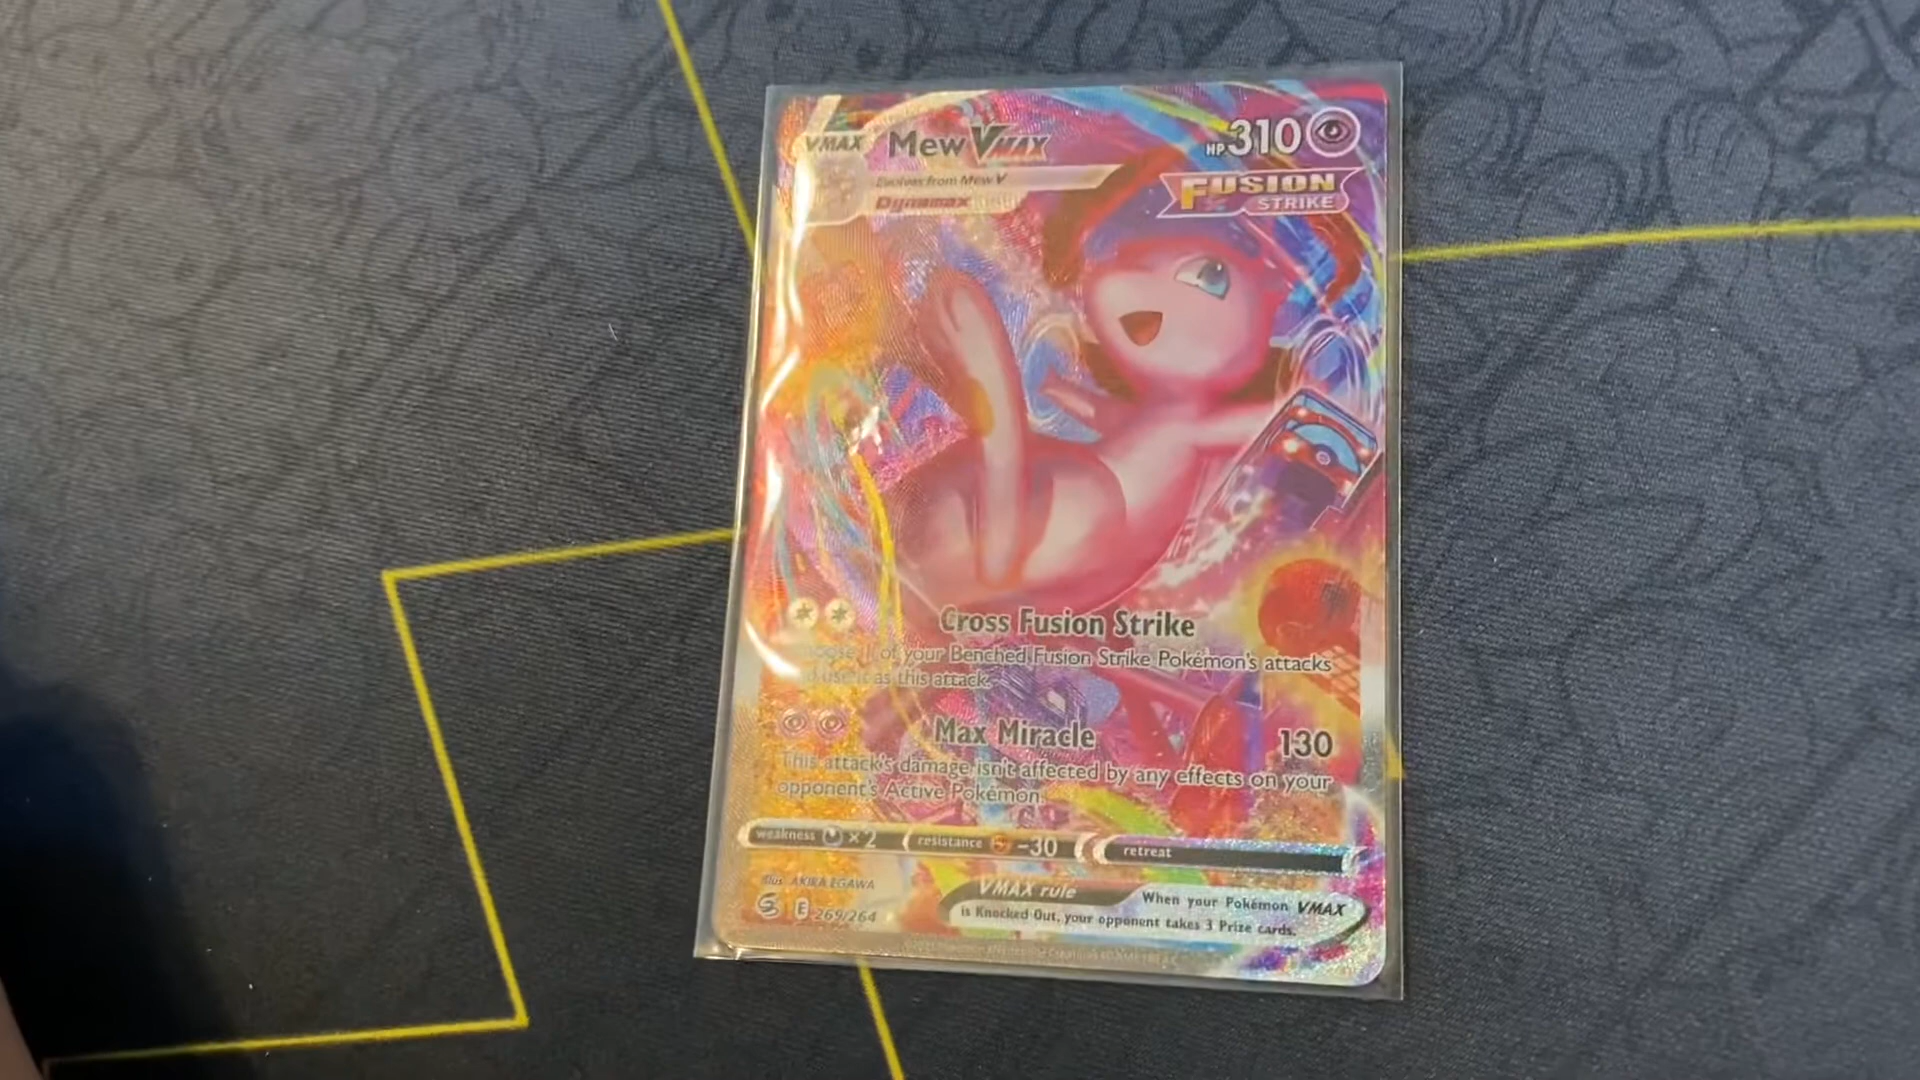 VMAX Mew VMAX HP 310
Evolves from Mew V
Dynamax
FUSION
STRIKE
Cross Fusion Strike
of your Benched Fusion Strike Pokémon's attacks
use it as this attack.
Max Miracle 130
This attack's damage isn't affected by any effects on your
opponent's Active Pokémon.
weakness ×2 resistance -30 retreat
Illus. AKIRA EGAWA
VMAX rule When your Pokémon VMAX
E 269/264 is Knocked Out, your opponent takes 3 Prize cards.